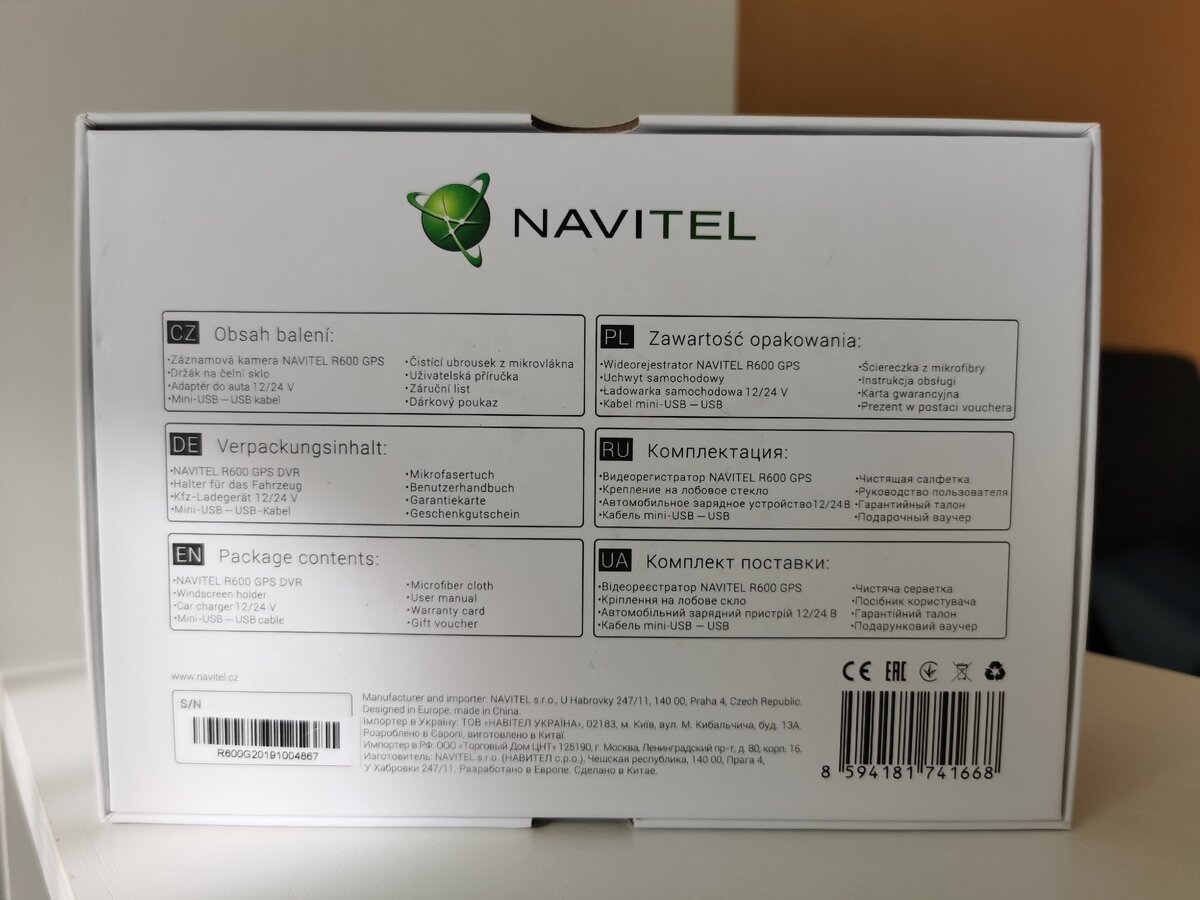 NAVITEL
CZ Obsah balení:
•Záznamová kamera NAVITEL R600 GPS
•Držák na čelní sklo
•Adaptér do auta 12/24 V
•Mini-USB — USB kabel
•Čistící ubrousek z mikrovlákna
•Uživatelská příručka
•Záruční list
•Dárkový poukaz
PL Zawartość opakowania:
•Wideorejestrator NAVITEL R600 GPS
•Uchwyt samochodowy
•Ładowarka samochodowa 12/24 V
•Kabel mini-USB — USB
•Ściereczka z mikrofibry
•Instrukcja obsługi
•Karta gwarancyjna
•Prezent w postaci vouchera
DE Verpackungsinhalt:
•NAVITEL R600 GPS DVR
•Halter für das Fahrzeug
•Kfz-Ladegerät 12/24 V
•Mini-USB — USB-Kabel
•Mikrofasertuch
•Benutzerhandbuch
•Garantiekarte
•Geschenkgutschein
RU Комплектация:
•Видеорегистратор NAVITEL R600 GPS
•Крепление на лобовое стекло
•Автомобильное зарядное устройство12/24В
•Кабель mini-USB — USB
•Чистящая салфетка
•Руководство пользователя
•Гарантийный талон
•Подарочный ваучер
EN Package contents:
•NAVITEL R600 GPS DVR
•Windscreen holder
•Car charger 12/24 V
•Mini-USB — USB cable
•Microfiber cloth
•User manual
•Warranty card
•Gift voucher
UA Комплект поставки:
•Відеореєстратор NAVITEL R600 GPS
•Кріплення на лобове скло
•Автомобільний зарядний пристрій 12/24 В
•Кабель mini-USB — USB
•Чистяча серветка
•Посібник користувача
•Гарантійний талон
•Подарунковий ваучер
www.navitel.cz
S/N
R600G20191004867
Manufacturer and importer: NAVITEL s.r.o., U Habrovky 247/11, 140 00, Praha 4, Czech Republic.
Designed in Europe, made in China.
Імпортер в Україну: ТОВ «НАВІТЕЛ УКРАЇНА», 02183, м. Київ, вул. М. Кибальчича, буд. 13А.
Розроблено в Європі, виготовлено в Китаї.
Импортер в РФ: ООО «Торговый Дом ЦНТ» 125190, г. Москва, Ленинградский пр-т, д. 80, корп. 16.
Изготовитель: NAVITEL s.r.o. (НАВИТЕЛ с.р.о.), Чешская республика, 140 00, Прага 4,
У Хабровки 247/11. Разработано в Европе. Сделано в Китае.
CE EAC
8 594181 741668